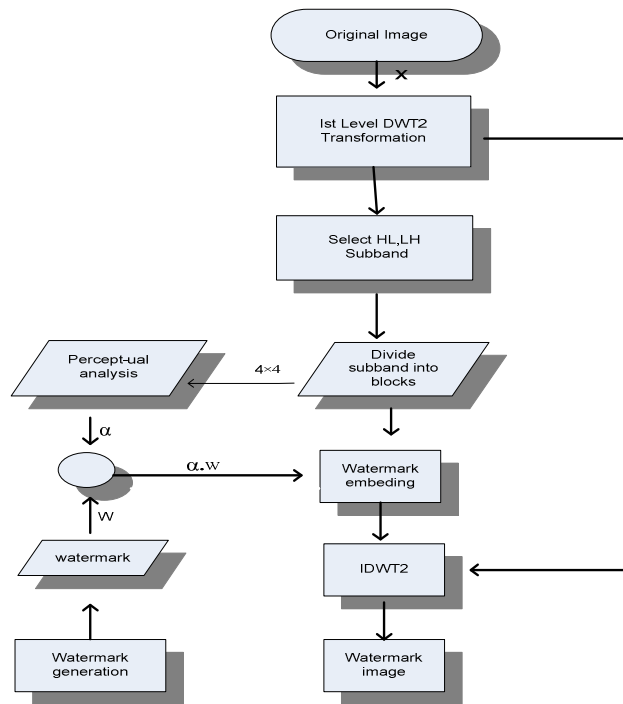 Original Image
x
Ist Level DWT2
Transformation
Select HL,LH
Subband
Percept-ual
analysis
4×4
Divide
subband into
blocks
α
α.w
Watermark
embeding
W
watermark
IDWT2
Watermark
generation
Watermark
image